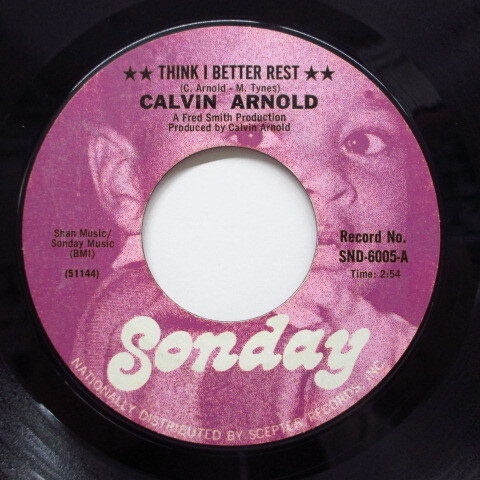 ★★ THINK I BETTER REST ★★
(C. Arnold - M. Tynes)
CALVIN ARNOLD
A Fred Smith Production
Produced by Calvin Arnold
Shan Music/
Sonday Music
(BMI)
(51144)
Record No.
SND-6005-A
Time: 2:54
Sonday
NATIONALLY DISTRIBUTED BY SCEPTER RECORDS, INC.